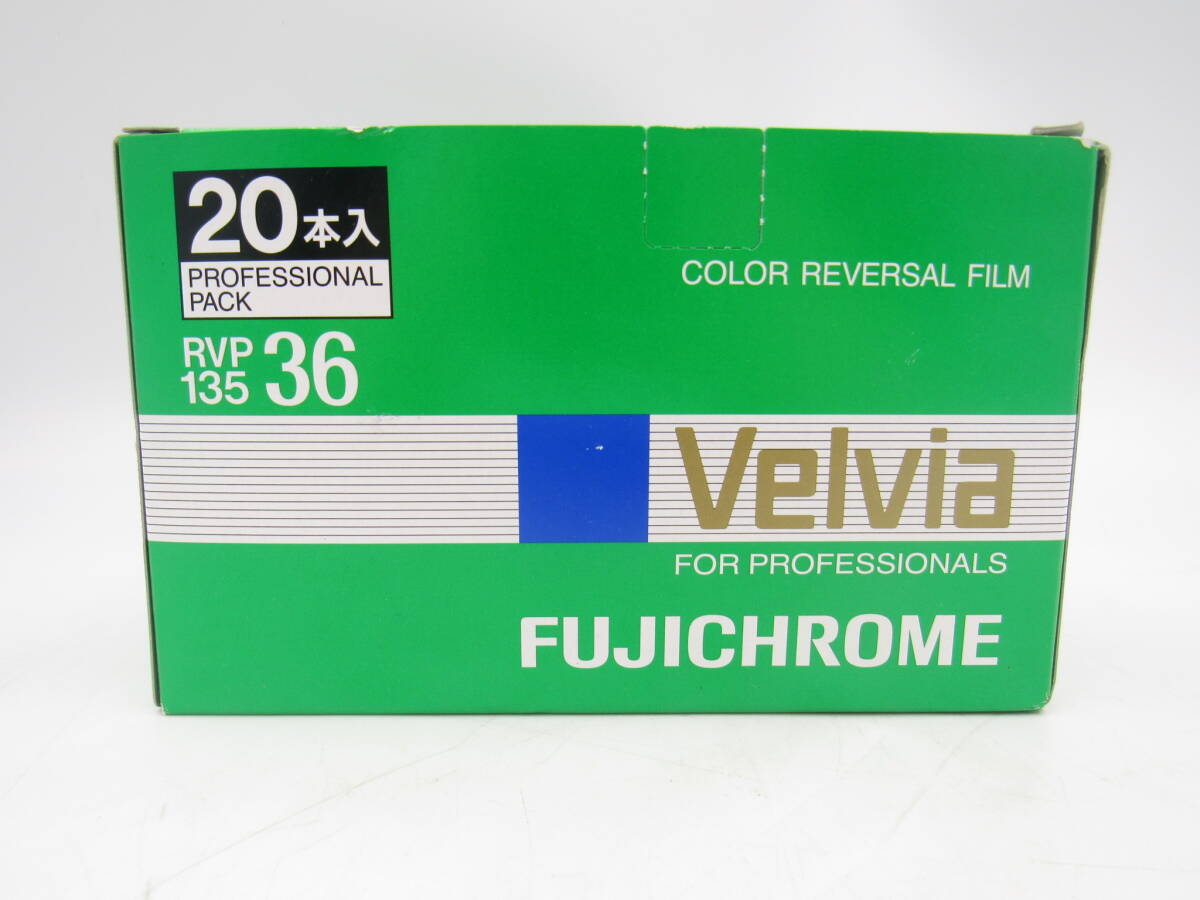 20本入
PROFESSIONAL
PACK
RVP
135 36
COLOR REVERSAL FILM
Velvia
FOR PROFESSIONALS
FUJICHROME